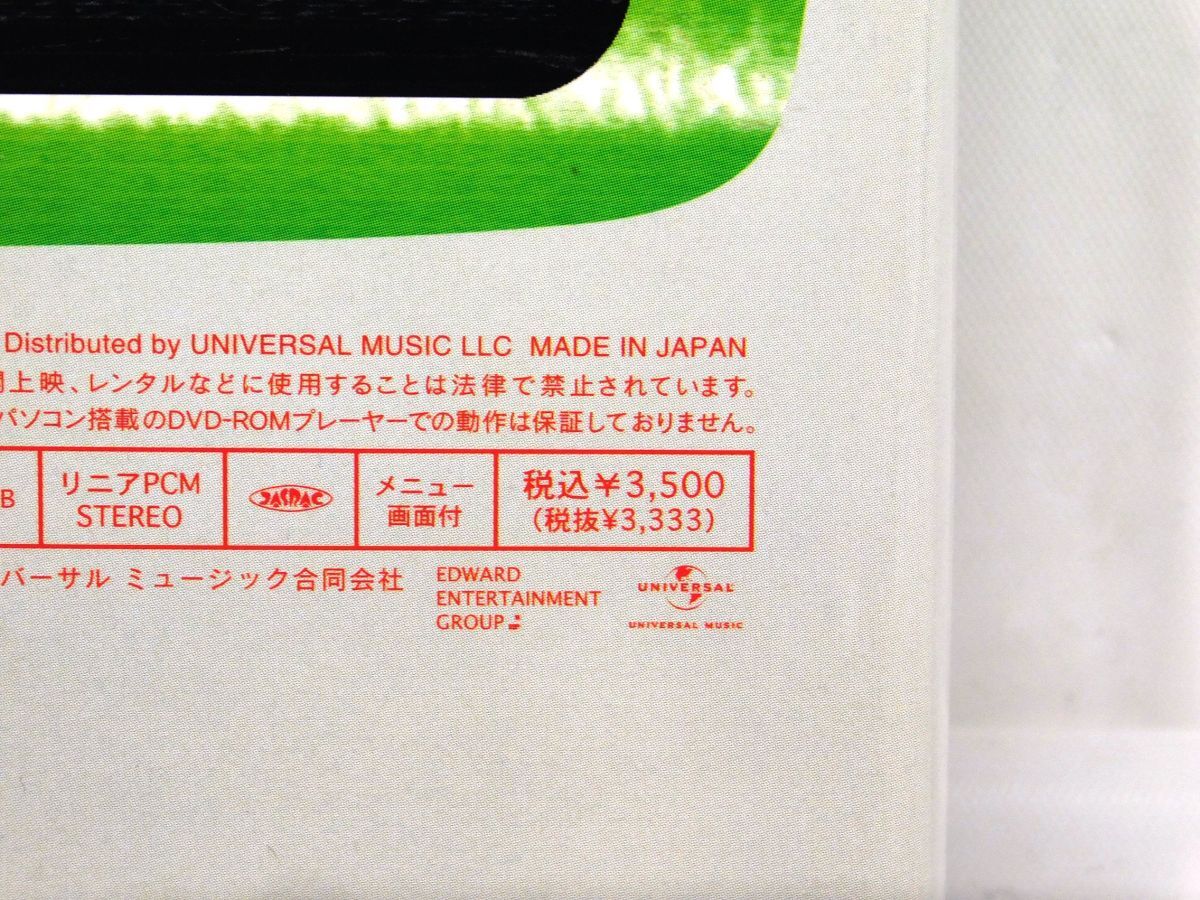 Distributed by UNIVERSAL MUSIC LLC MADE IN JAPAN
上映、レンタルなどに使用することは法律で禁止されています。
パソコン搭載のDVD-ROMプレーヤーでの動作は保証しておりません。
B
リニアPCM
STEREO
JASRAC
メニュー
画面付
税込¥3,500
(税抜¥3,333)
バーサル ミュージック合同会社
EDWARD
ENTERTAINMENT
GROUP
UNIVERSAL
UNIVERSAL MUSIC